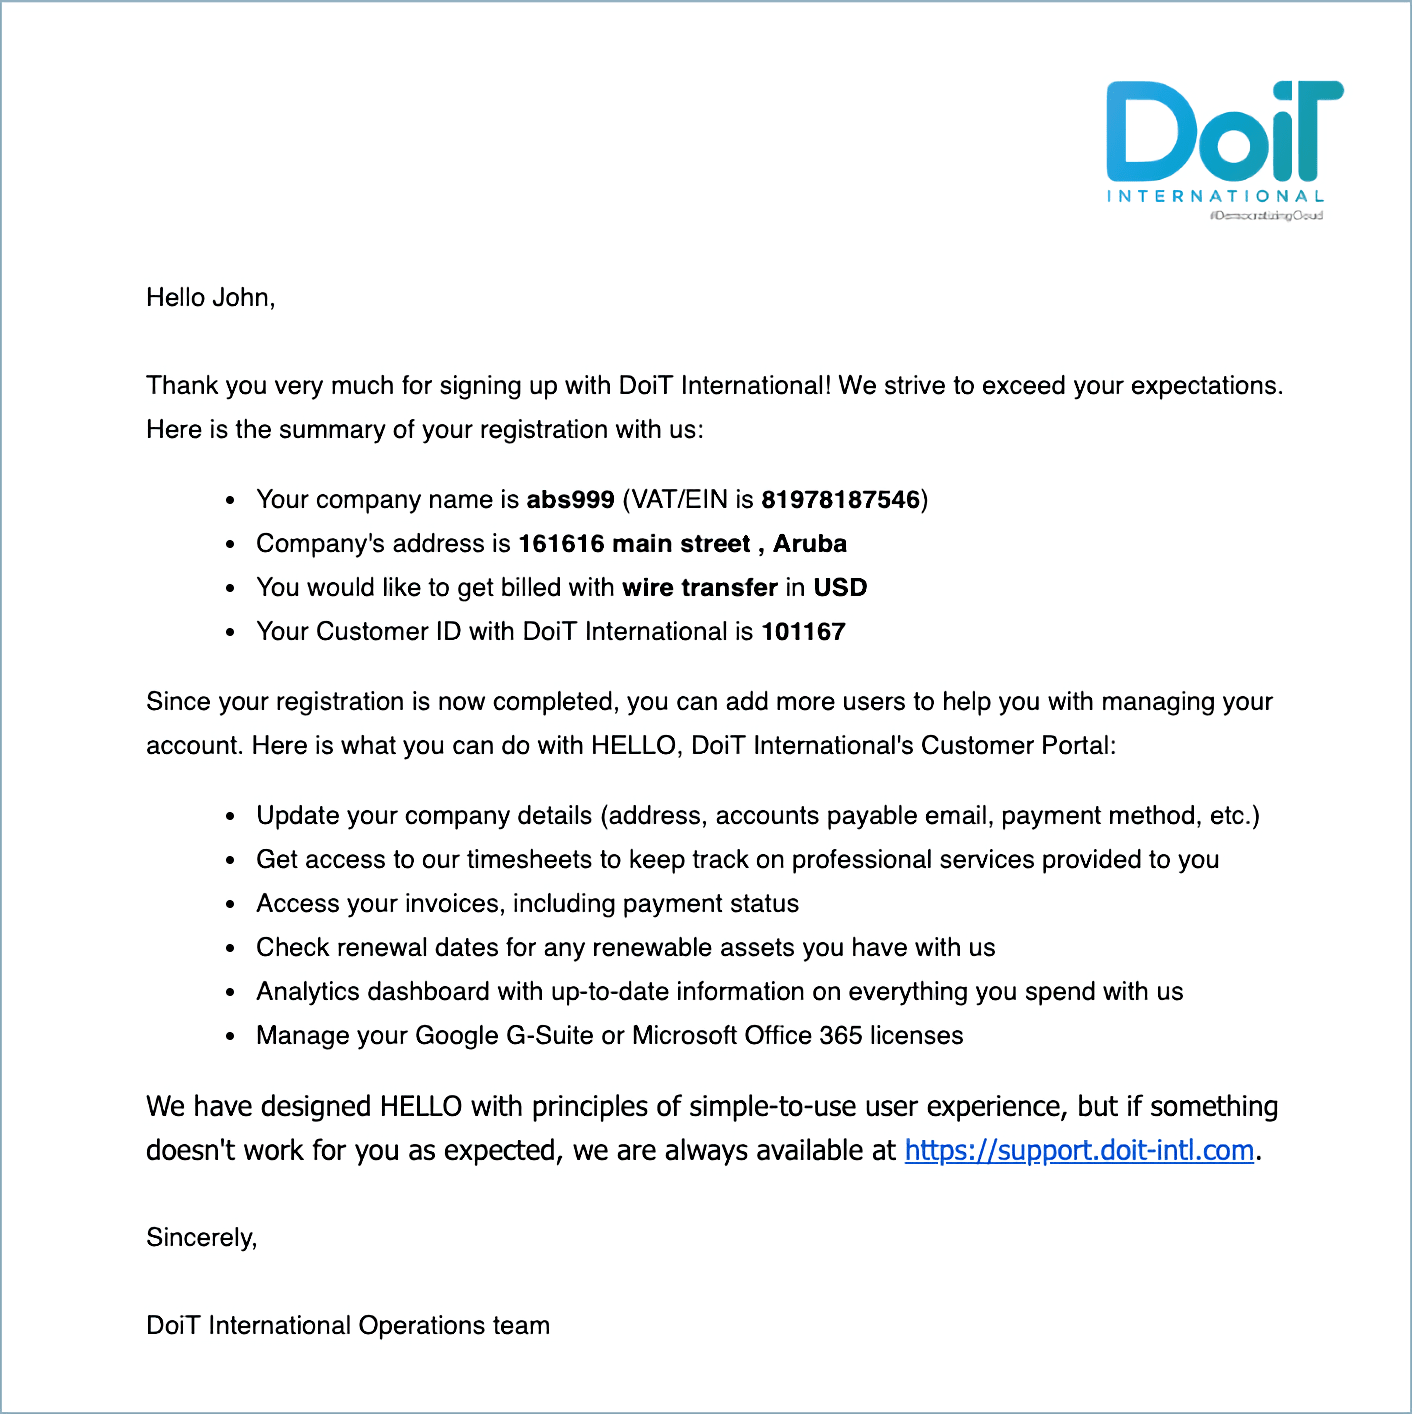 DoiT
INTERNATIONAL
#DemocratizingCloud
Hello John,
Thank you very much for signing up with DoiT International! We strive to exceed your expectations.
Here is the summary of your registration with us:
• Your company name is abs999 (VAT/EIN is 81978187546)
• Company's address is 161616 main street , Aruba
• You would like to get billed with wire transfer in USD
• Your Customer ID with DoiT International is 101167
Since your registration is now completed, you can add more users to help you with managing your
account. Here is what you can do with HELLO, DoiT International's Customer Portal:
• Update your company details (address, accounts payable email, payment method, etc.)
• Get access to our timesheets to keep track on professional services provided to you
• Access your invoices, including payment status
• Check renewal dates for any renewable assets you have with us
• Analytics dashboard with up-to-date information on everything you spend with us
• Manage your Google G-Suite or Microsoft Office 365 licenses
We have designed HELLO with principles of simple-to-use user experience, but if something
doesn't work for you as expected, we are always available at https://support.doit-intl.com.
Sincerely,
DoiT International Operations team